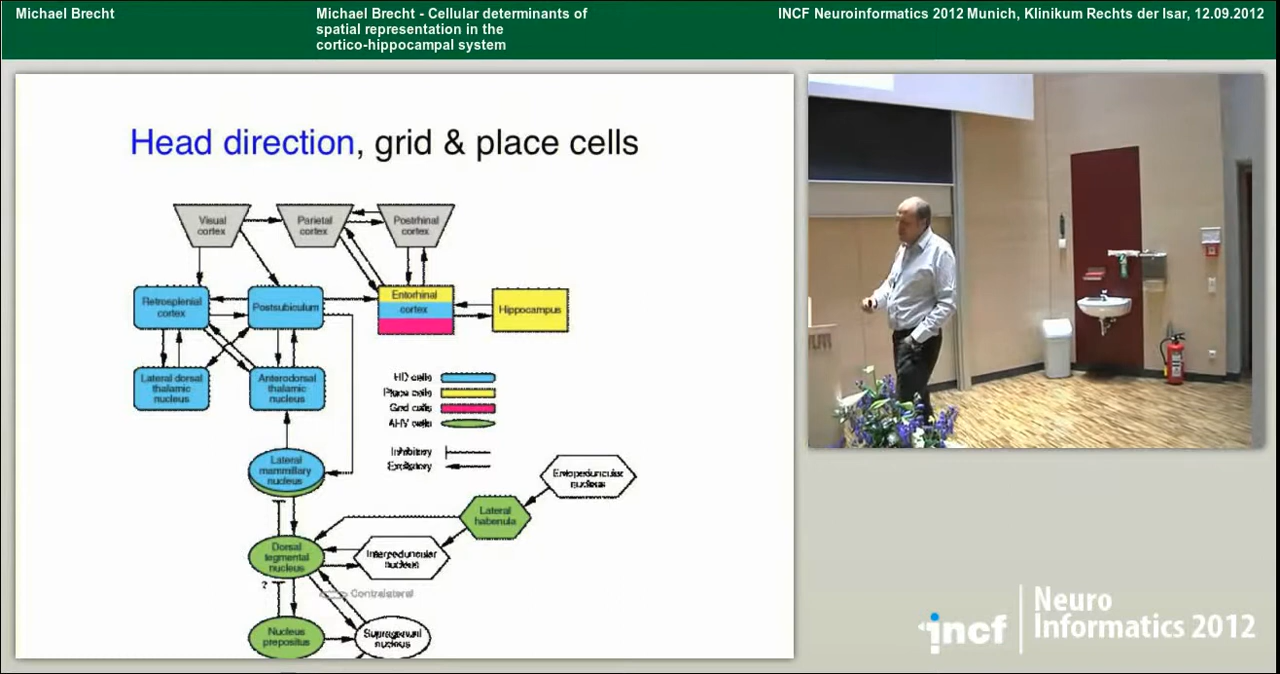 Michael Brecht
Michael Brecht - Cellular determinants of
spatial representation in the
cortico-hippocampal system
INCF Neuroinformatics 2012 Munich, Klinikum Rechts der Isar, 12.09.2012
Head direction, grid & place cells
Visual
cortex
Parietal
cortex
Postrhinal
cortex
Retrosplenial
cortex
Postsubiculum
Entorhinal
cortex
Hippocampus
Lateral dorsal
thalamic
nucleus
Anterodorsal
thalamic
nucleus
HD cells
Place cells
Grid cells
AHV cells
Inhibitory
Excitatory
Lateral
mammillary
nucleus
Entopeduncular
nucleus
Lateral
habenula
Dorsal
tegmental
nucleus
Interpeduncular
nucleus
?
Contralateral
Nucleus
prepositus
Supragenual
nucleus
incf
Neuro
Informatics 2012